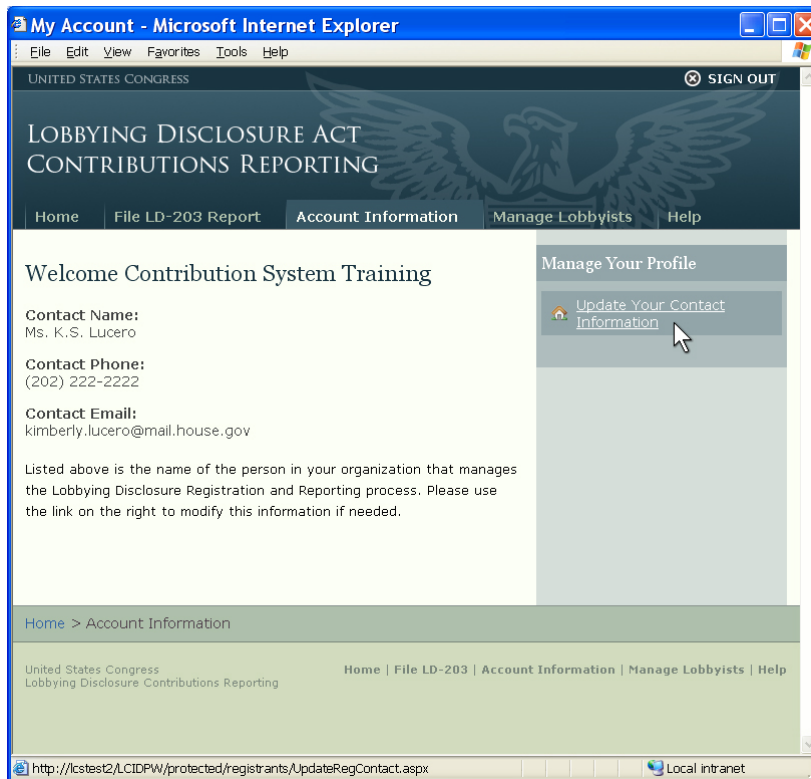 My Account - Microsoft Internet Explorer
File Edit View Favorites Tools Help
UNITED STATES CONGRESS
SIGN OUT
LOBBYING DISCLOSURE ACT
CONTRIBUTIONS REPORTING
Home File LD-203 Report Account Information Manage Lobbyists Help
Welcome Contribution System Training
Contact Name:
Ms. K.S. Lucero
Contact Phone:
(202) 222-2222
Contact Email:
kimberly.lucero@mail.house.gov
Listed above is the name of the person in your organization that manages
the Lobbying Disclosure Registration and Reporting process. Please use
the link on the right to modify this information if needed.
Manage Your Profile
Update Your Contact
Information
Home > Account Information
United States Congress
Lobbying Disclosure Contributions Reporting
Home | File LD-203 | Account Information | Manage Lobbyists | Help
http://lcstest2/LCIDPW/protected/registrants/UpdateRegContact.aspx
Local intranet